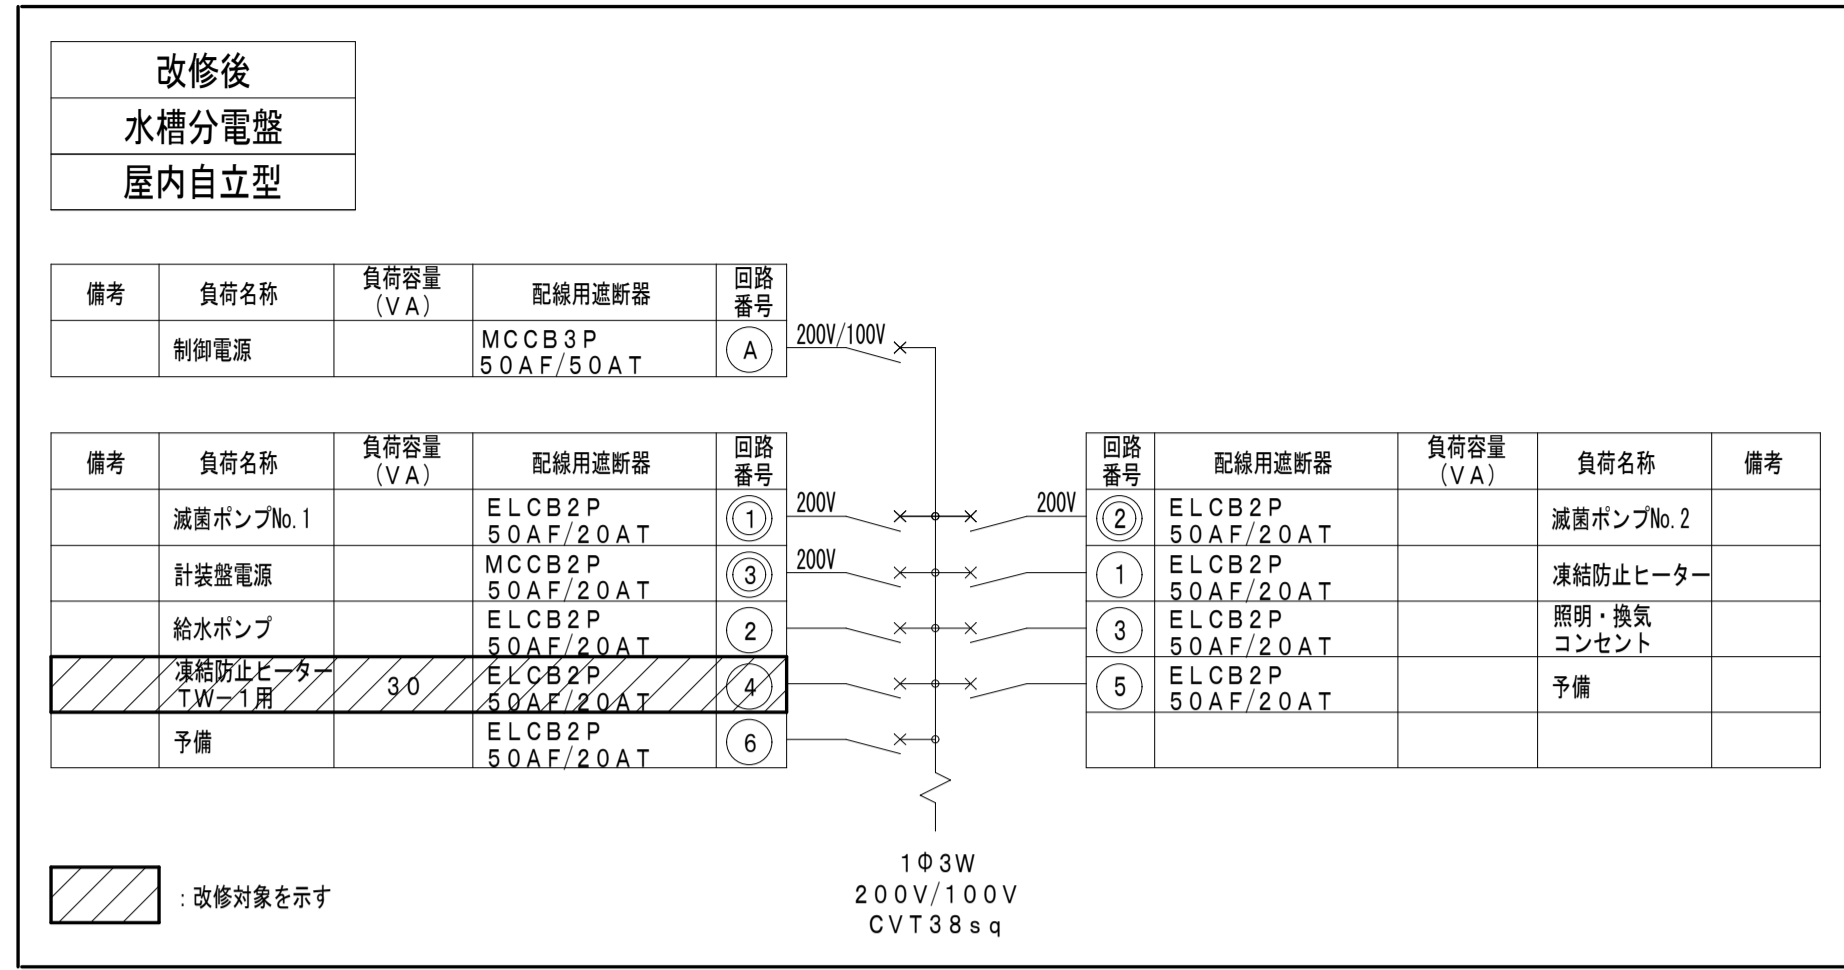 改修後
水槽分電盤
屋内自立型
備考 負荷名称 負荷容量 配線用遮断器 回路
(VA) 番号
制御電源 MCCB3P Ⓐ 200V/100V
50AF/50AT
備考 負荷名称 負荷容量 配線用遮断器 回路
(VA) 番号
滅菌ポンプNo.1 ELCB2P 1 200V
50AF/20AT
計装盤電源 MCCB2P 3 200V
50AF/20AT
給水ポンプ ELCB2P 2
50AF/20AT
凍結防止ヒーター 30 ELCB2P 4
TW−1用 50AF/20AT
予備 ELCB2P 6
50AF/20AT
回路 配線用遮断器 負荷容量 負荷名称 備考
番号 (VA)
200V 2 ELCB2P 滅菌ポンプNo.2
50AF/20AT
1 ELCB2P 凍結防止ヒーター
50AF/20AT
3 ELCB2P 照明・換気
50AF/20AT コンセント
5 ELCB2P 予備
50AF/20AT
1Φ3W
200V/100V
CVT38sq
:改修対象を示す